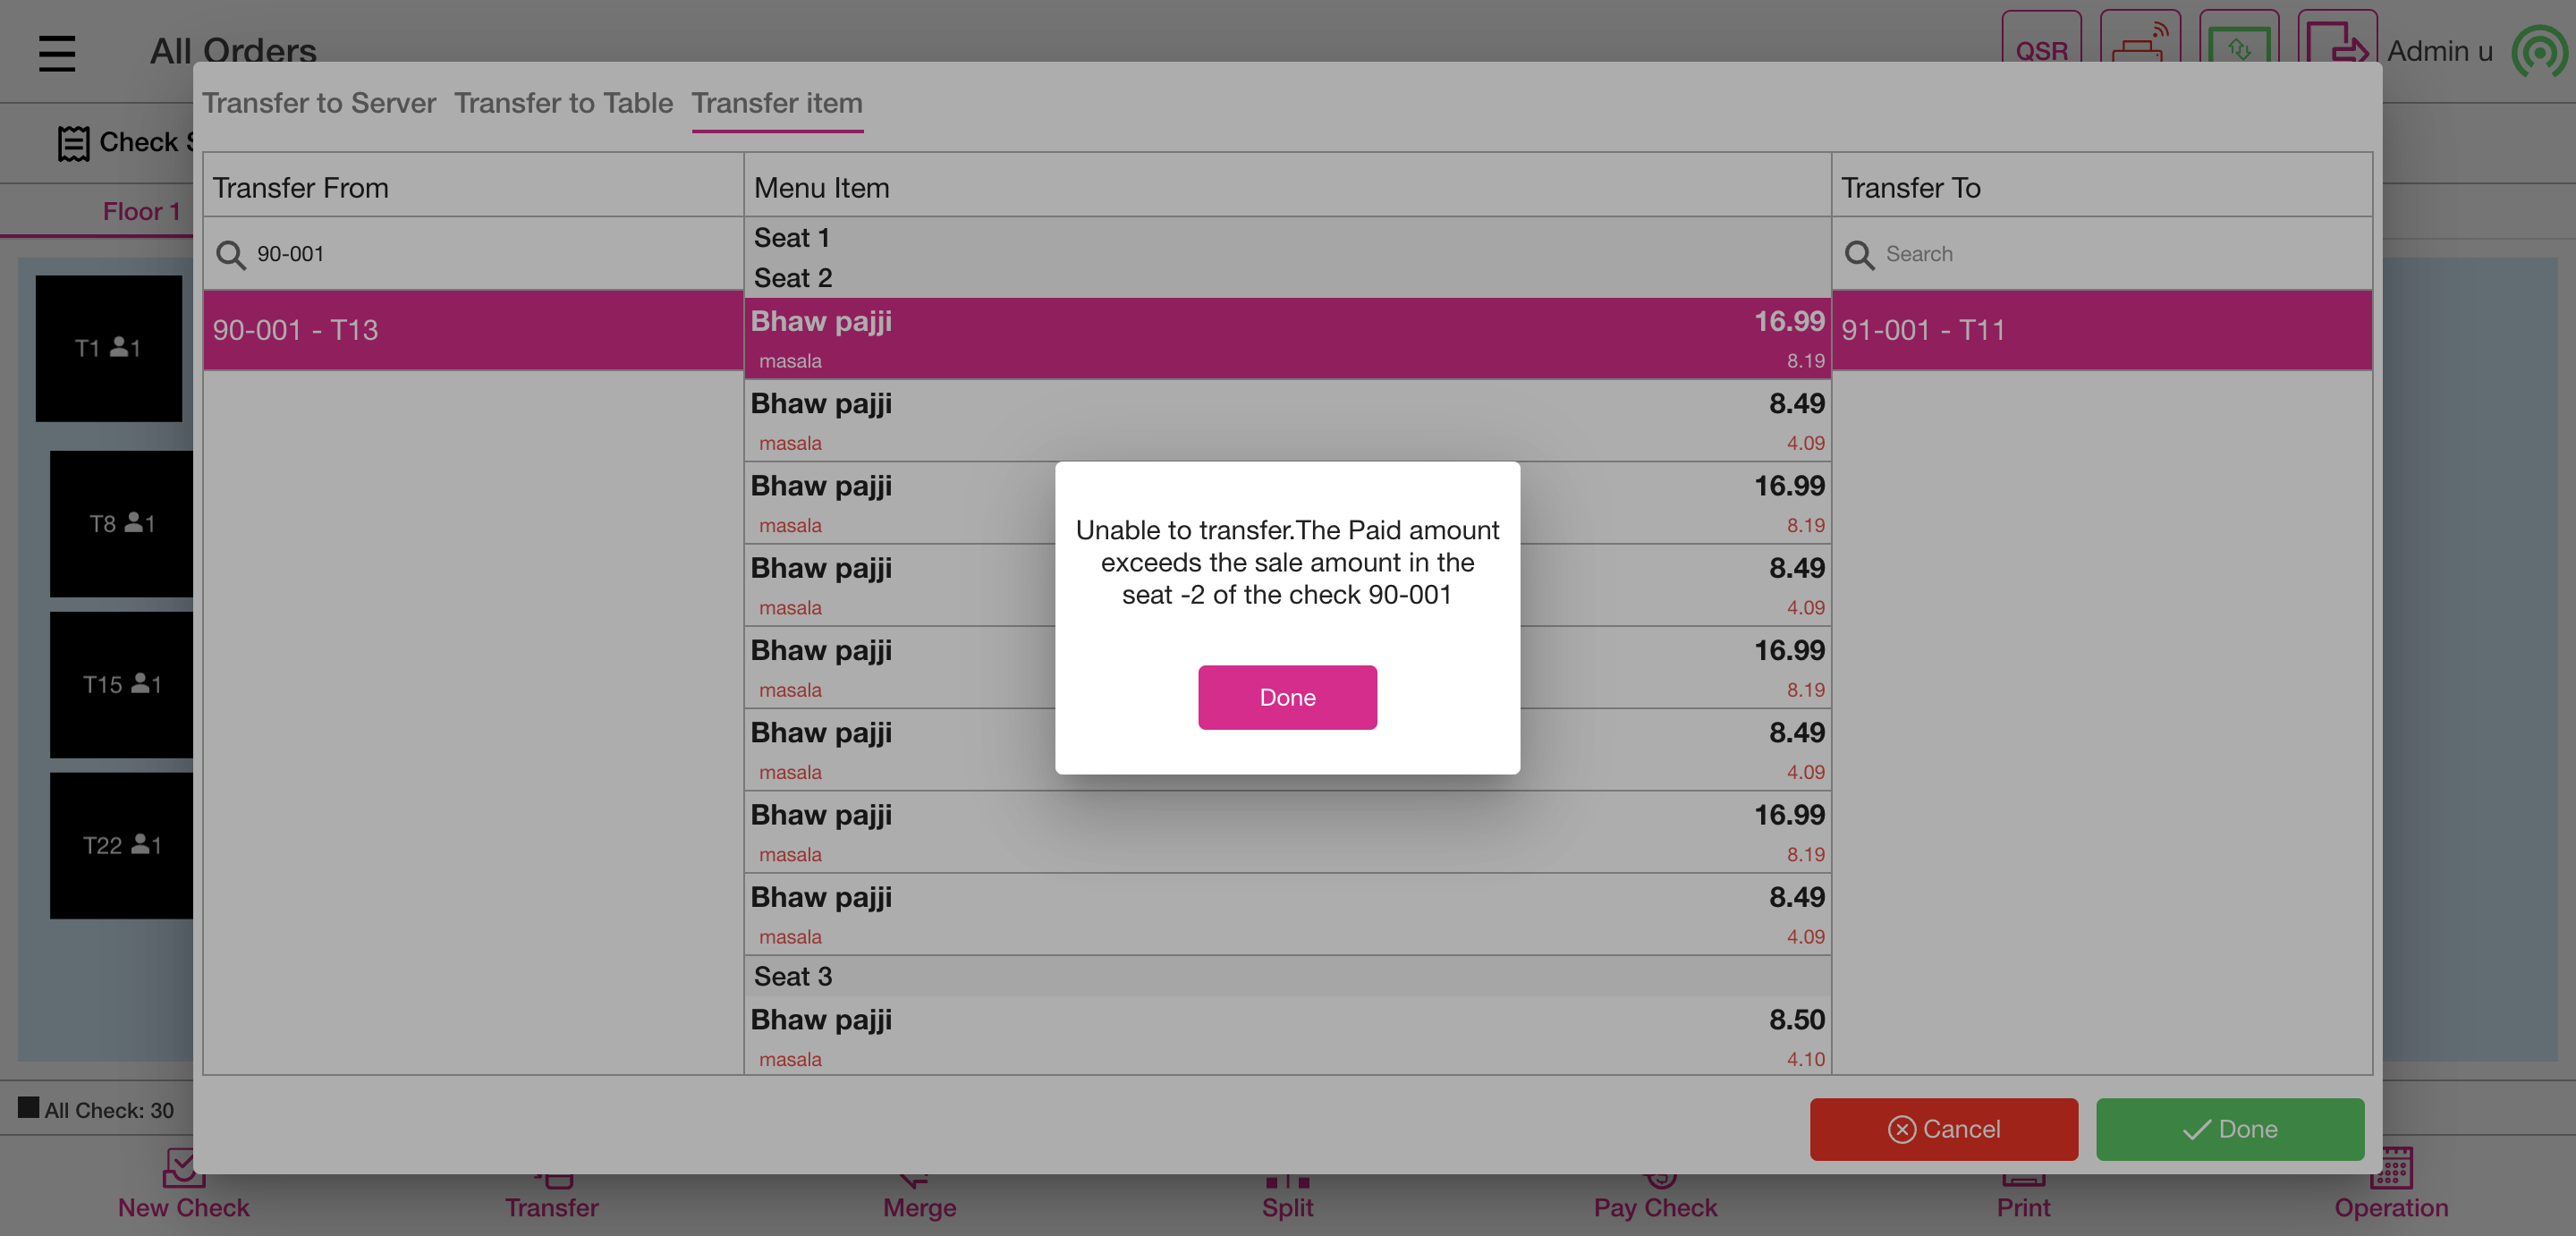 All Orders
QSR
Admin u
Transfer to Server Transfer to Table Transfer item
Check
Floor 1
Transfer From
Menu Item
Transfer To
90-001
Search
90-001 - T13
91-001 - T11
Seat 1
Seat 2
Bhaw pajji 16.99
masala 8.19
Bhaw pajji 8.49
masala 4.09
Bhaw pajji 16.99
masala 8.19
Bhaw pajji 8.49
masala 4.09
Bhaw pajji 16.99
masala 8.19
Bhaw pajji 8.49
masala 4.09
Bhaw pajji 16.99
masala 8.19
Bhaw pajji 8.49
masala 4.09
Seat 3
Bhaw pajji 8.50
masala 4.10
T1 1
T8 1
T15 1
T22 1
Unable to transfer.The Paid amount
exceeds the sale amount in the
seat -2 of the check 90-001
Done
Cancel
Done
All Check: 30
New Check
Transfer
Merge
Split
Pay Check
Print
Operation